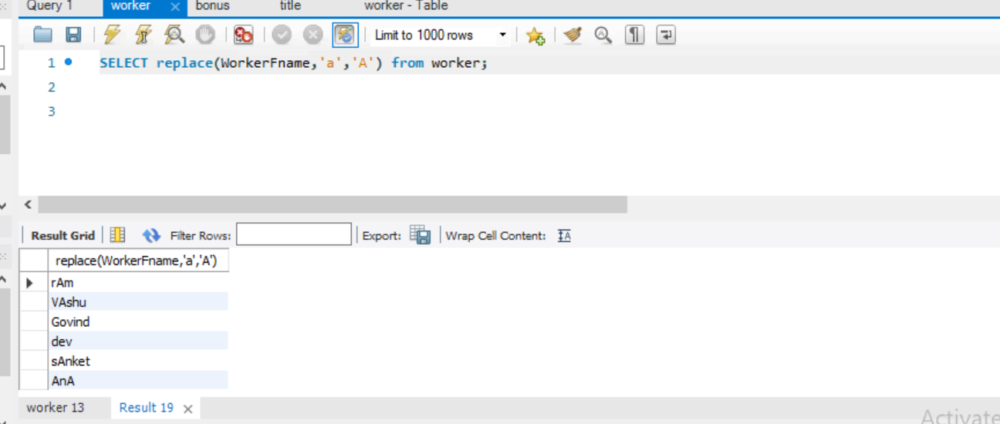 Query 1 worker × bonus title worker - Table
Limit to 1000 rows
1 SELECT replace(WorkerFname,'a','A') from worker;
2
3
Result Grid Filter Rows: Export: Wrap Cell Content:
replace(WorkerFname,'a','A')
rAm
VAshu
Govind
dev
sAnket
AnA
worker 13 Result 19 ×
Activate